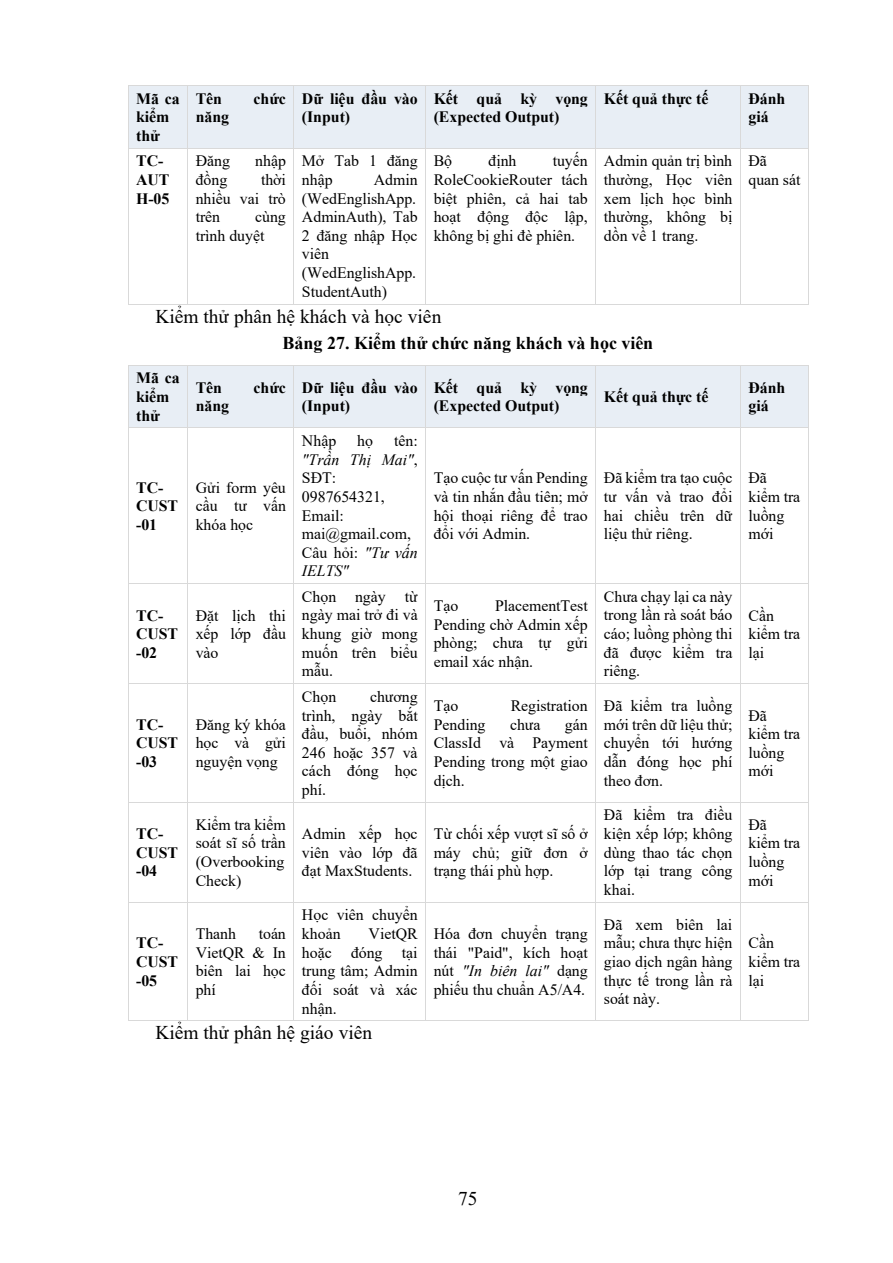 Mã ca kiểm thử
Tên chức năng
Dữ liệu đầu vào (Input)
Kết quả kỳ vọng (Expected Output)
Kết quả thực tế
Đánh giá
TC-AUTH-05
Đăng nhập đồng thời nhiều vai trò trên cùng trình duyệt
Mở Tab 1 đăng nhập Admin (WedEnglishApp.AdminAuth), Tab 2 đăng nhập Học viên (WedEnglishApp.StudentAuth)
Bộ định tuyến RoleCookieRouter tách biệt phiên, cả hai tab hoạt động độc lập, không bị ghi đè phiên.
Admin quản trị bình thường, Học viên xem lịch học bình thường, không bị dồn về 1 trang.
Đã quan sát
Kiểm thử phân hệ khách và học viên
Bảng 27. Kiểm thử chức năng khách và học viên
Mã ca kiểm thử
Tên chức năng
Dữ liệu đầu vào (Input)
Kết quả kỳ vọng (Expected Output)
Kết quả thực tế
Đánh giá
TC-CUST-01
Gửi form yêu cầu tư vấn khóa học
Nhập họ tên: "Trần Thị Mai", SĐT: 0987654321, Email: mai@gmail.com, Câu hỏi: "Tư vấn IELTS"
Tạo cuộc tư vấn Pending và tin nhắn đầu tiên; mở hội thoại riêng để trao đổi với Admin.
Đã kiểm tra tạo cuộc tư vấn và trao đổi hai chiều trên dữ liệu thử riêng.
Đã kiểm tra luồng mới
TC-CUST-02
Đặt lịch thi xếp lớp đầu vào
Chọn ngày từ ngày mai trở đi và khung giờ mong muốn trên biểu mẫu.
Tạo PlacementTest Pending chờ Admin xếp phòng; chưa tự gửi email xác nhận.
Chưa chạy lại ca này trong lần rà soát báo cáo; luồng phòng thi đã được kiểm tra riêng.
Cần kiểm tra lại
TC-CUST-03
Đăng ký khóa học và gửi nguyện vọng
Chọn chương trình, ngày bắt đầu, buổi, nhóm 246 hoặc 357 và cách đóng học phí.
Tạo Registration Pending chưa gán ClassId và Payment Pending trong một giao dịch.
Đã kiểm tra luồng mới trên dữ liệu thử; chuyển tới hướng dẫn đóng học phí theo đơn.
Đã kiểm tra luồng mới
TC-CUST-04
Kiểm tra kiểm soát sĩ số trần (Overbooking Check)
Admin xếp học viên vào lớp đã đạt MaxStudents.
Từ chối xếp vượt sĩ số ở máy chủ; giữ đơn ở trạng thái phù hợp.
Đã kiểm tra điều kiện xếp lớp; không dùng thao tác chọn lớp tại trang công khai.
Đã kiểm tra luồng mới
TC-CUST-05
Thanh toán VietQR & In biên lai học phí
Học viên chuyển khoản VietQR hoặc đóng tại trung tâm; Admin đối soát và xác nhận.
Hóa đơn chuyển trạng thái "Paid", kích hoạt nút "In biên lai" dạng phiếu thu chuẩn A5/A4.
Đã xem biên lai mẫu; chưa thực hiện giao dịch ngân hàng thực tế trong lần rà soát này.
Cần kiểm tra lại
Kiểm thử phân hệ giáo viên
75